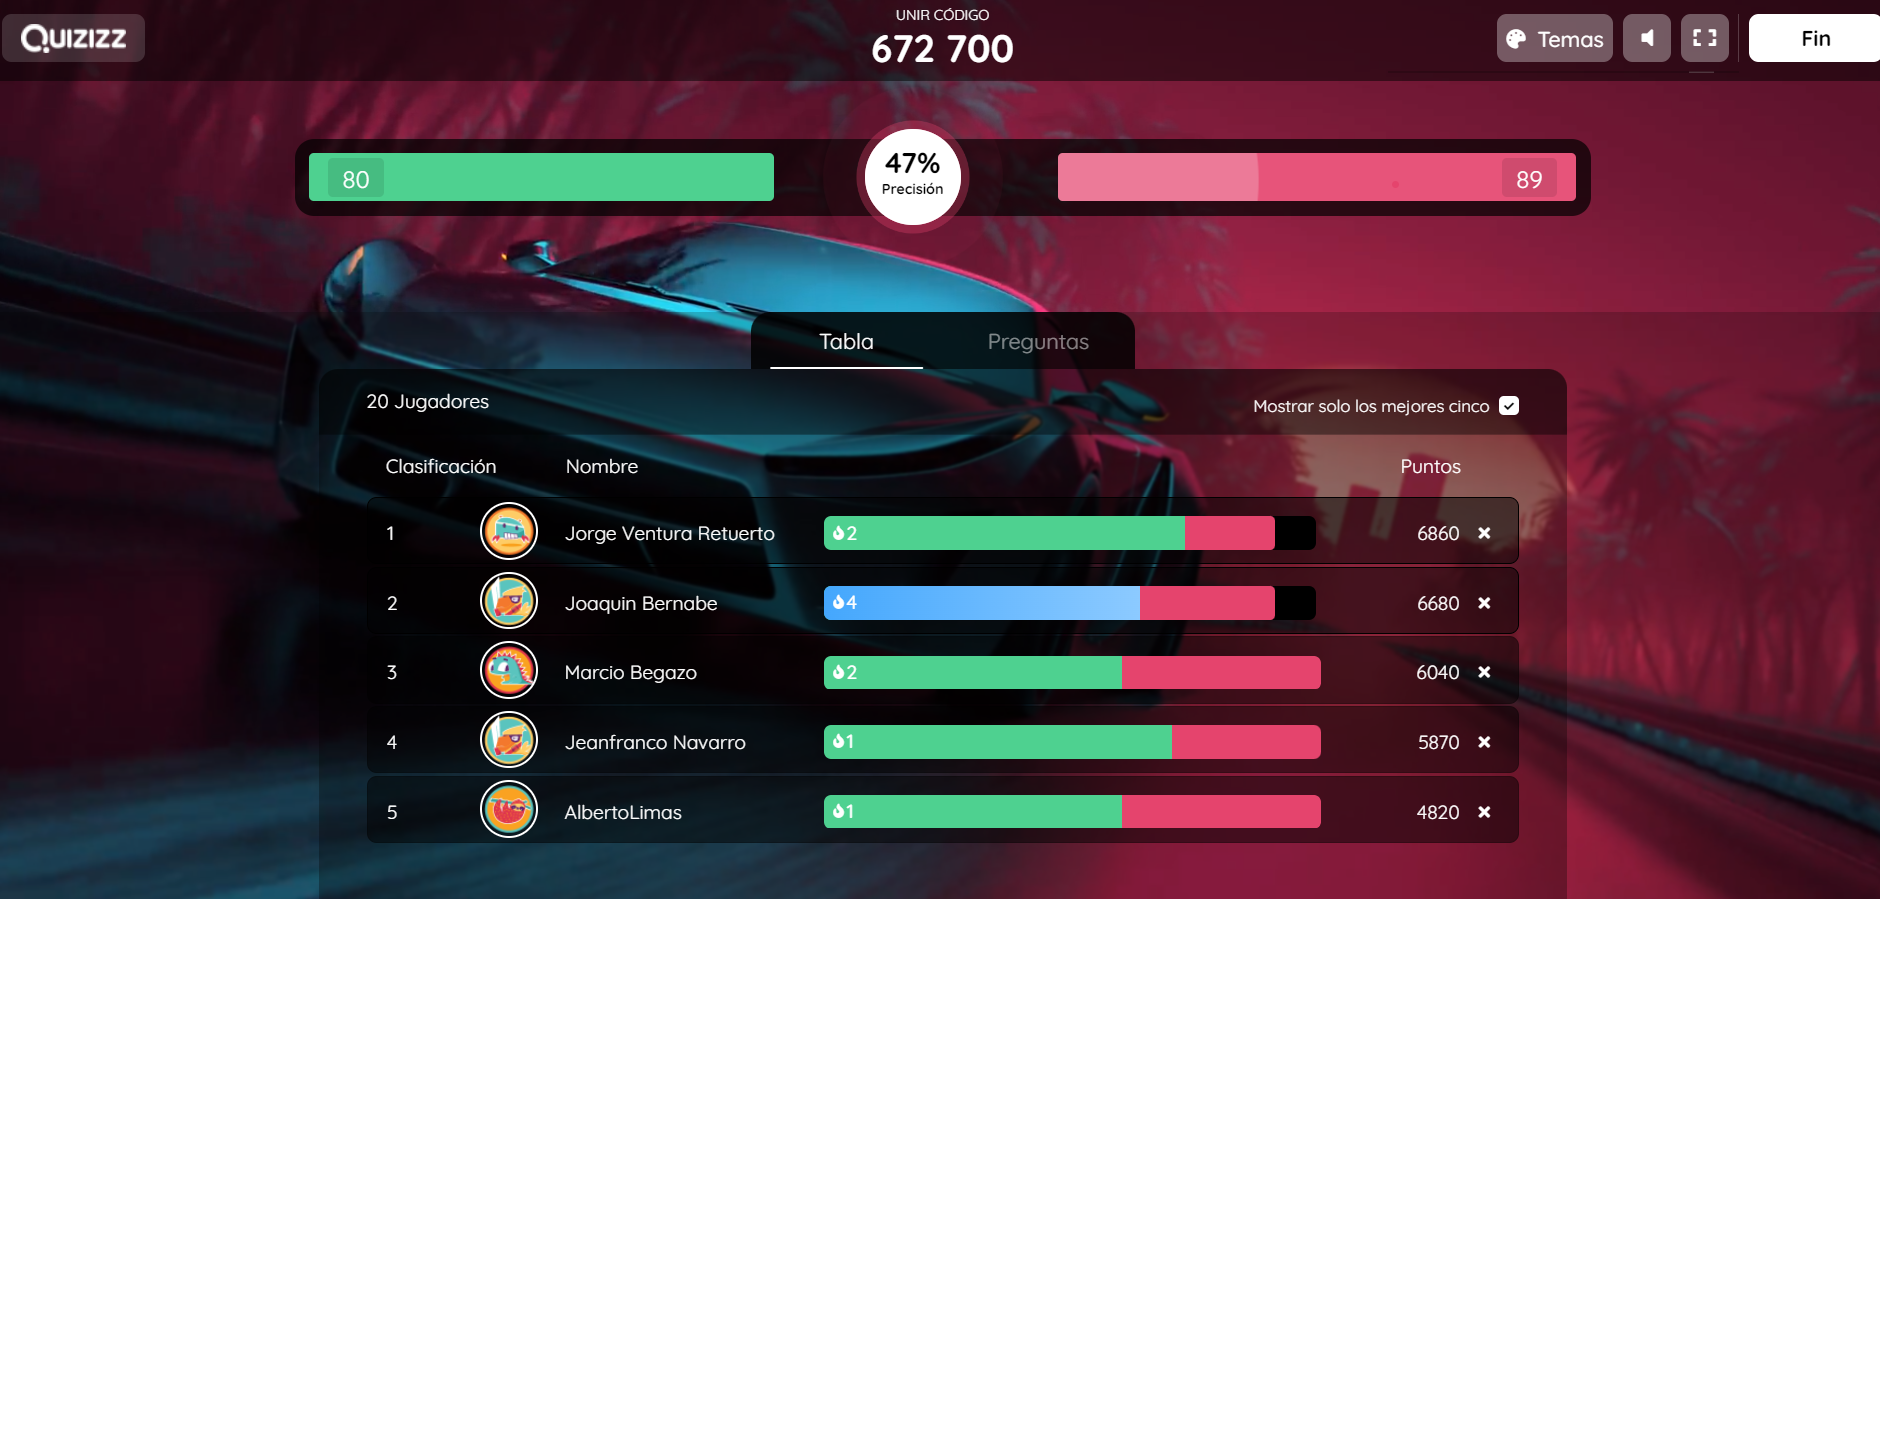 Quizizz
UNIR CÓDIGO
672 700
Temas
Fin
80
47%
Precisión
89
Tabla Preguntas
20 Jugadores
Mostrar solo los mejores cinco
Clasificación Nombre Puntos
1 Jorge Ventura Retuerto 2 6860
2 Joaquin Bernabe 4 6680
3 Marcio Begazo 2 6040
4 Jeanfranco Navarro 1 5870
5 AlbertoLimas 1 4820